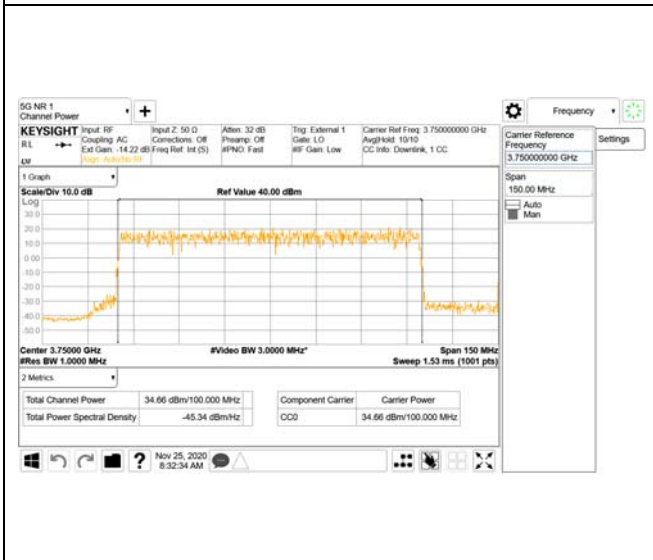 5G NR 1
Channel Power
Frequency
KEYSIGHT Input: RF Input Z: 50 Ω Atten: 32 dB Trig: External 1 Carrier Ref Freq: 3.750000000 GHz
RL Coupling: AC Corrections: Off Preamp: Off Gate: LO Avg|Hold: 10/10
Ext Gain: -14.22 dB Freq Ref: Int (S) #PNO: Fast #IF Gain: Low CC Info: Downlink, 1 CC
Align: Auto/No RF
Carrier Reference
Frequency
3.750000000 GHz
Settings
Span
150.00 MHz
Auto
Man
1 Graph
Scale/Div 10.0 dB Ref Value 40.00 dBm
Log
30.0
20.0
10.0
0.00
-10.0
-20.0
-30.0
-40.0
-50.0
Center 3.75000 GHz #Video BW 3.0000 MHz* Span 150 MHz
#Res BW 1.0000 MHz Sweep 1.53 ms (1001 pts)
2 Metrics
Total Channel Power 34.66 dBm/100.000 MHz Component Carrier Carrier Power
Total Power Spectral Density -45.34 dBm/Hz CC0 34.66 dBm/100.000 MHz
? Nov 25, 2020
8:32:34 AM